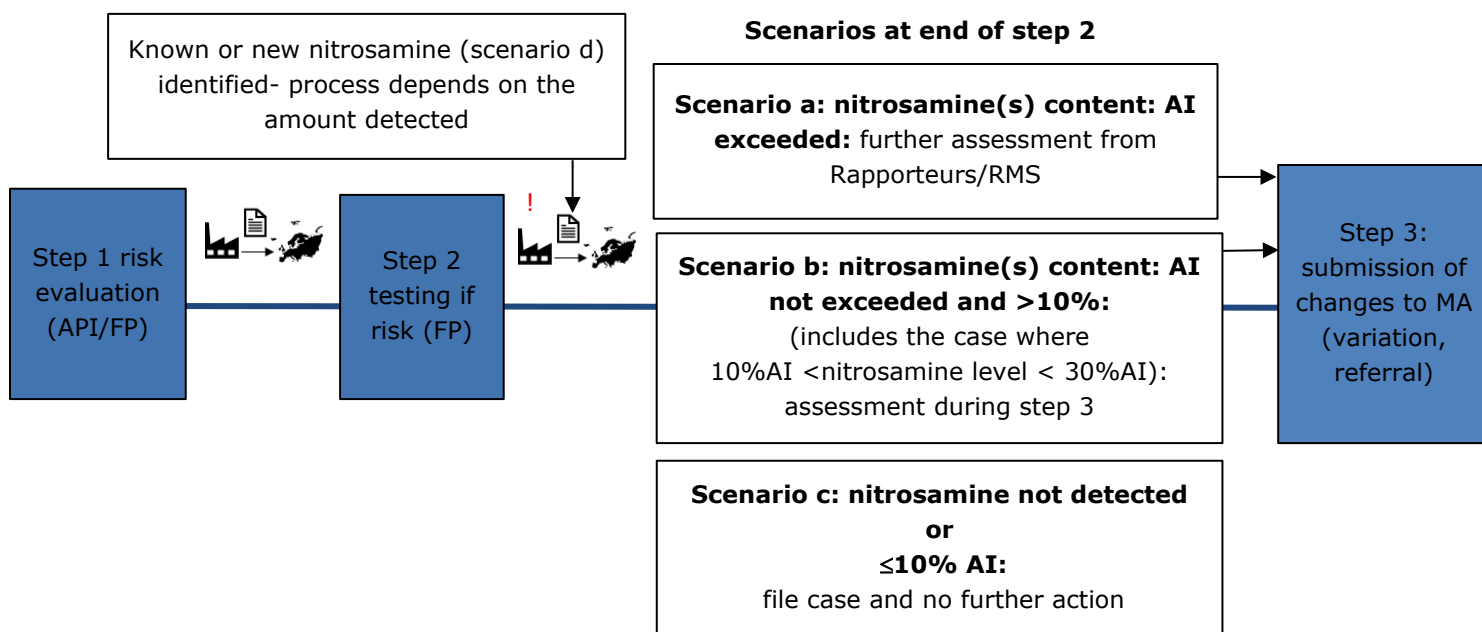 Known or new nitrosamine (scenario d)
identified- process depends on the
amount detected
Scenarios at end of step 2
Scenario a: nitrosamine(s) content: AI
exceeded: further assessment from
Rapporteurs/RMS
Step 1 risk
evaluation
(API/FP)
Step 2
testing if
risk (FP)
!
Scenario b: nitrosamine(s) content: AI
not exceeded and >10%:
(includes the case where
10%AI <nitrosamine level < 30%AI):
assessment during step 3
Step 3:
submission of
changes to MA
(variation,
referral)
Scenario c: nitrosamine not detected
or
≤10% AI:
file case and no further action